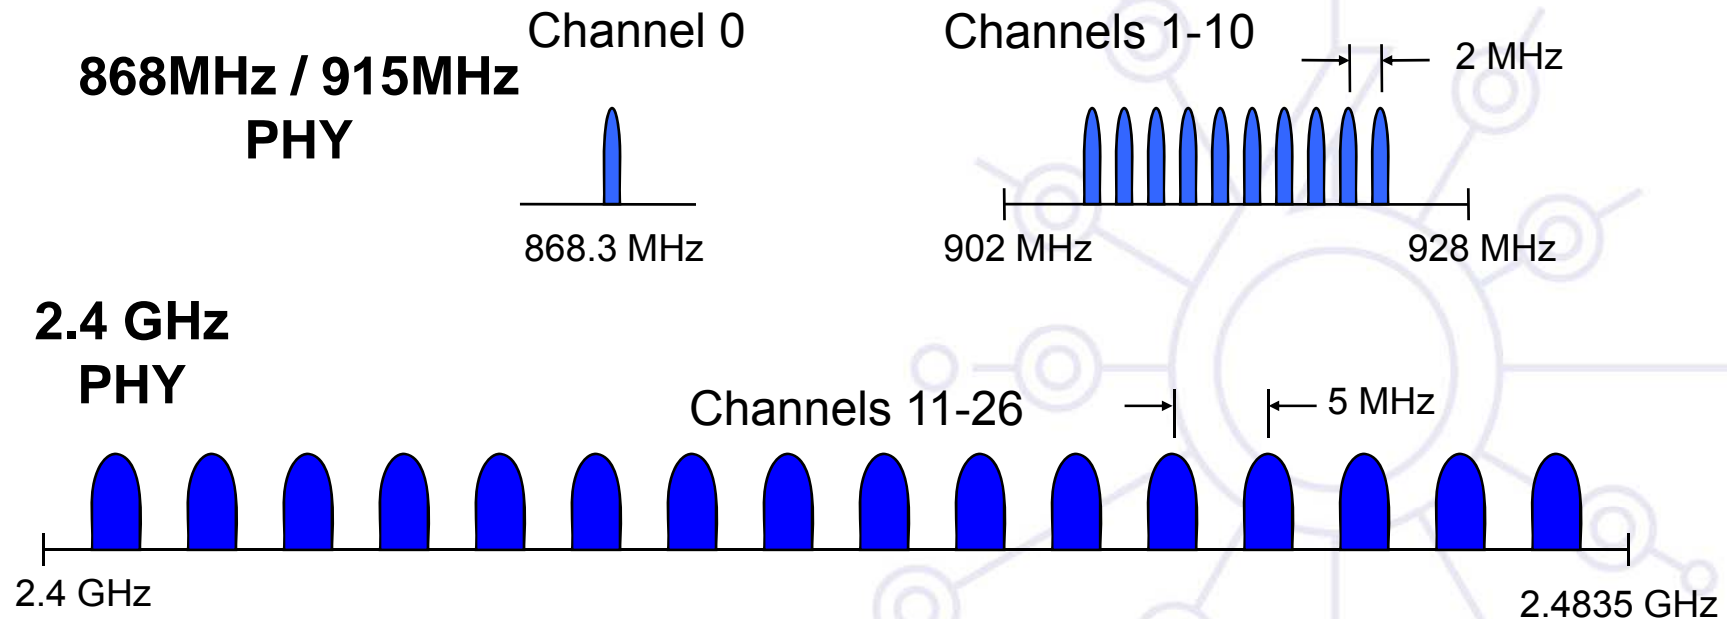 Channel 0
Channels 1-10
2 MHz
868MHz / 915MHz
PHY
868.3 MHz
902 MHz
928 MHz
2.4 GHz
PHY
Channels 11-26
5 MHz
2.4 GHz
2.4835 GHz